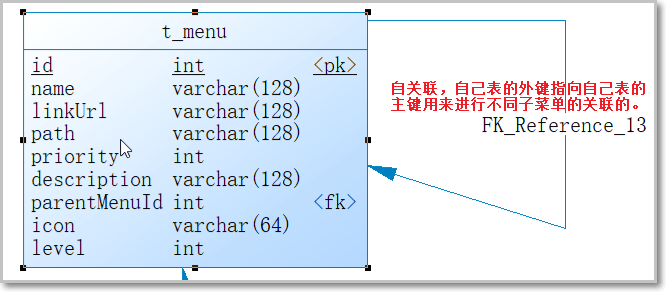 t_menu
id int <pk>
name varchar(128)
linkUrl varchar(128)
path varchar(128)
priority int
description varchar(128)
parentMenuId int <fk>
icon varchar(64)
level int
自关联，自己表的外键指向自己表的
主键用来进行不同子菜单的关联的。
FK_Reference_13